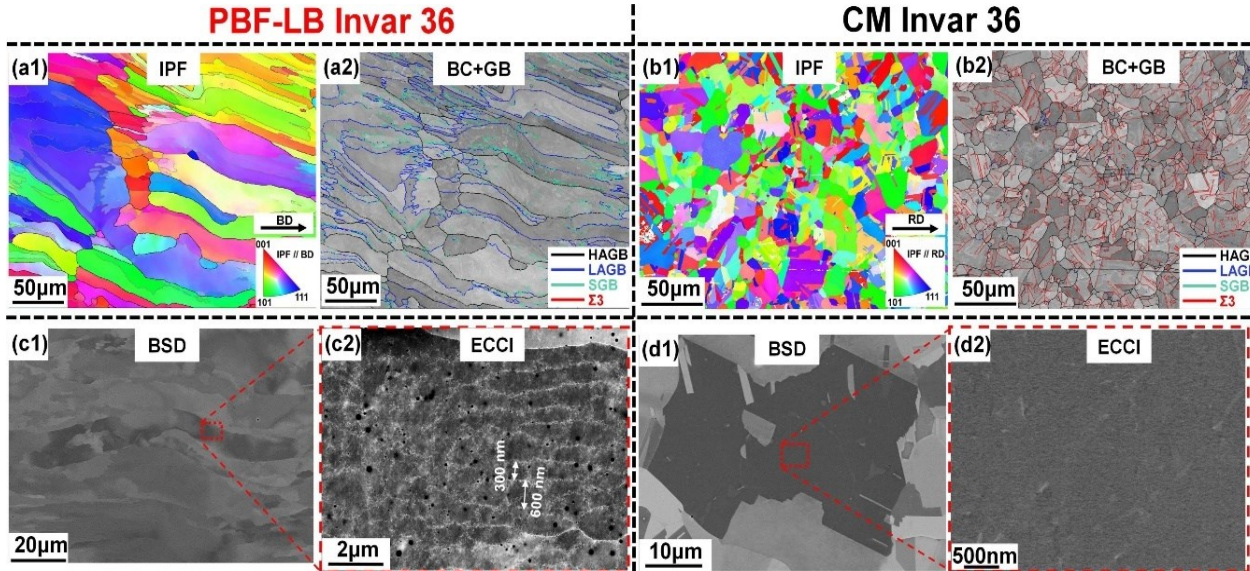 PBF-LB Invar 36
CM Invar 36
(a1) IPF
BD
001
IPF // BD
101 111
50μm
(a2) BC+GB
HAGB
LAGB
SGB
Σ3
50μm
(b1) IPF
RD
001
IPF // RD
101 111
50μm
(b2) BC+GB
HAG
LAG
SGB
Σ3
50μm
(c1) BSD
20μm
(c2) ECCI
300 nm
600 nm
2μm
(d1) BSD
10μm
(d2) ECCI
500nm